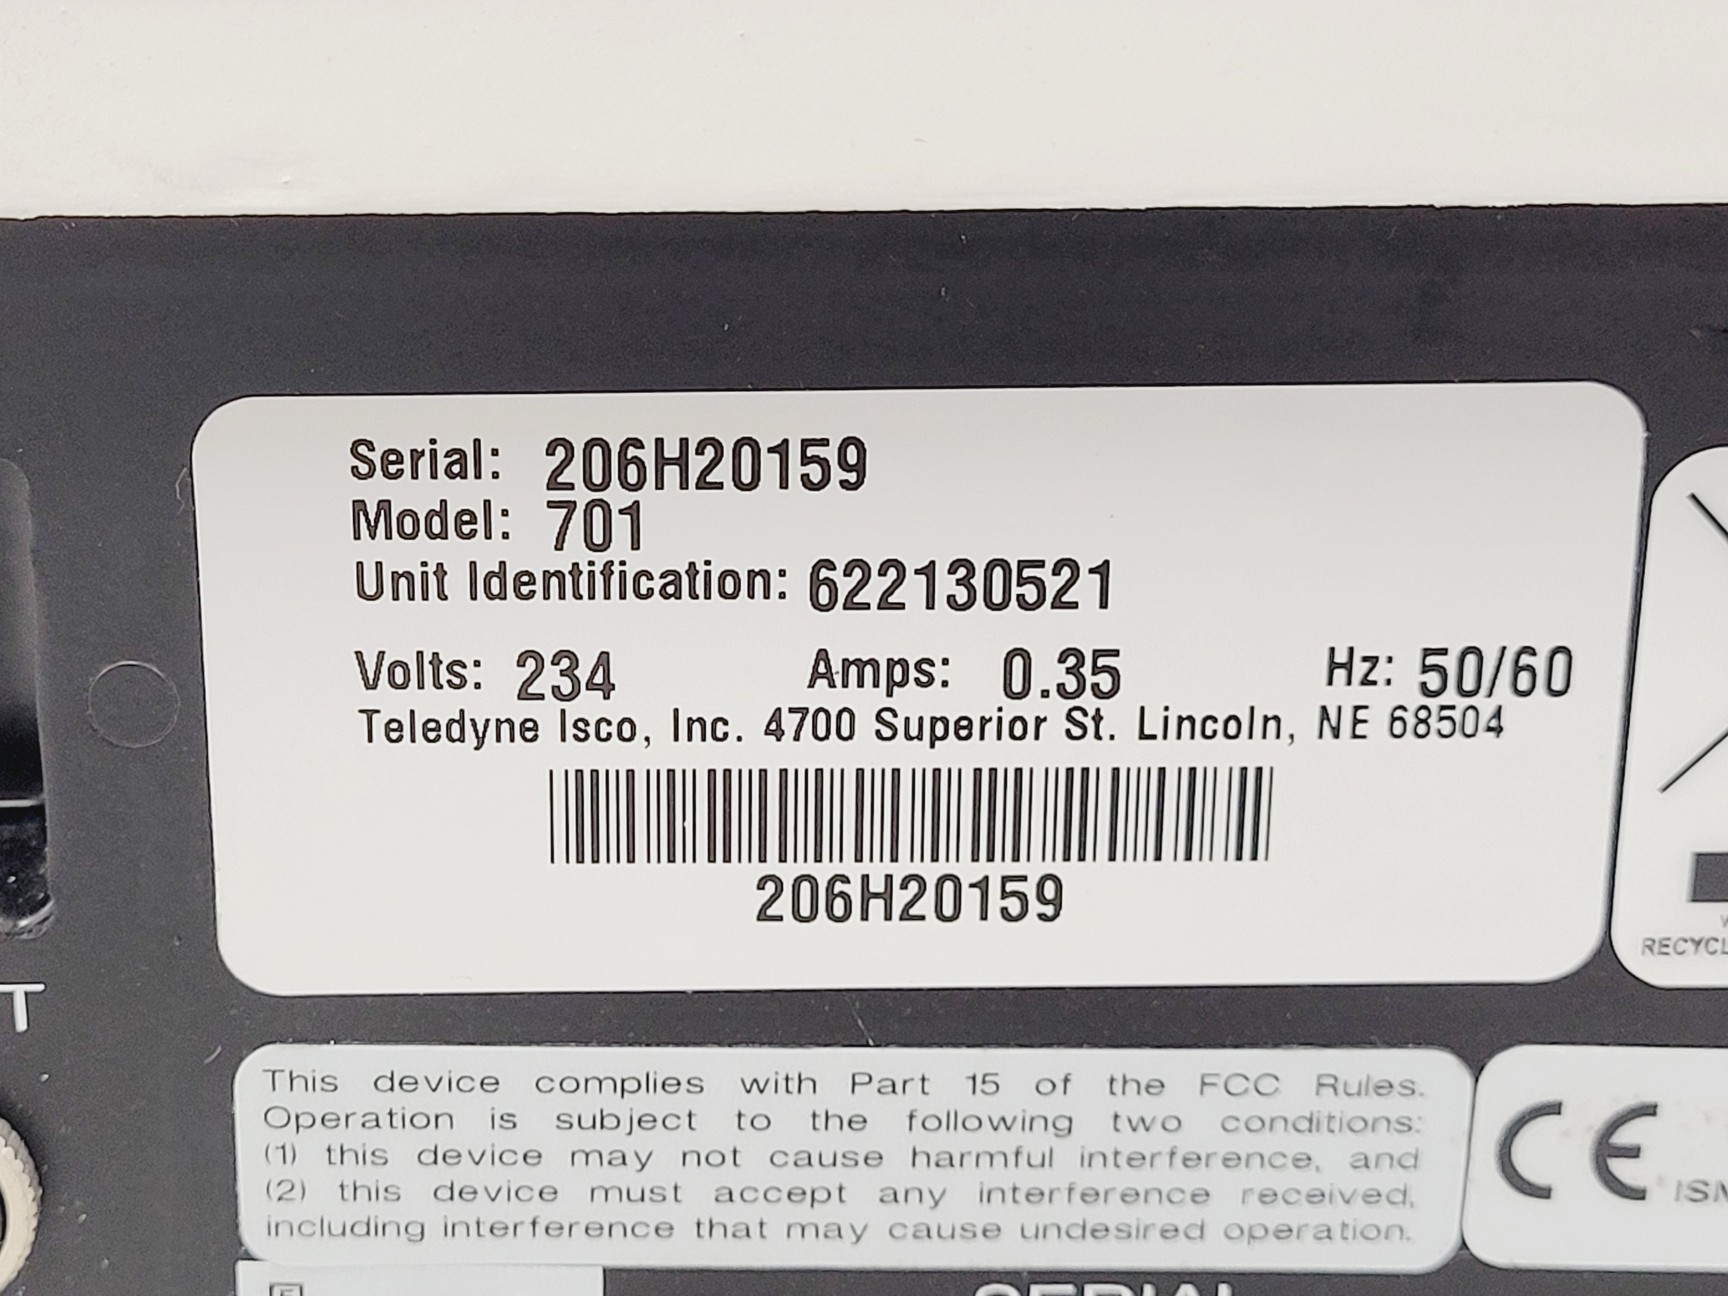 Serial: 206H20159
Model: 701
Unit Identification: 622130521
Volts: 234 Amps: 0.35 Hz: 50/60
Teledyne Isco, Inc. 4700 Superior St. Lincoln, NE 68504
206H20159
T
This device complies with Part 15 of the FCC Rules.
Operation is subject to the following two conditions:
(1) this device may not cause harmful interference, and
(2) this device must accept any interference received,
including interference that may cause undesired operation.
CE
SERIAL